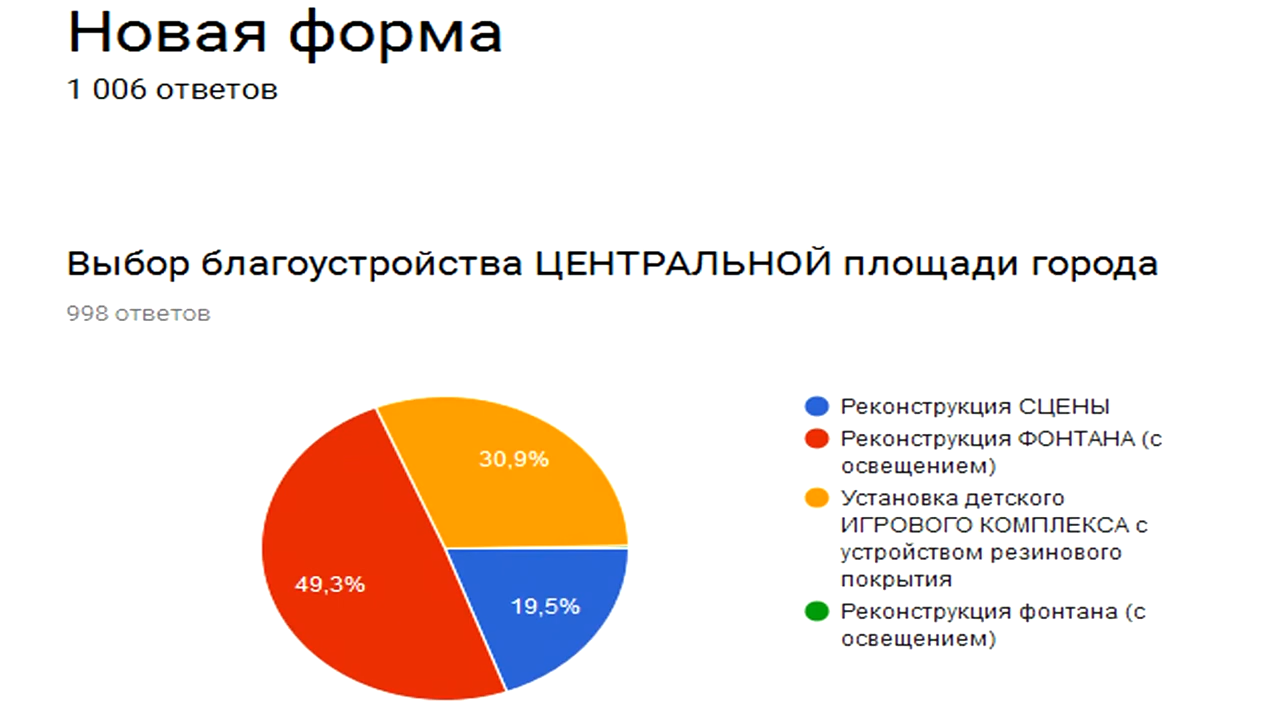 Новая форма
1 006 ответов
Выбор благоустройства ЦЕНТРАЛЬНОЙ площади города
998 ответов
30,9%
49,3%
19,5%
Реконструкция СЦЕНЫ
Реконструкция ФОНТАНА (с
освещением)
Установка детского
ИГРОВОГО КОМПЛЕКСА с
устройством резинового
покрытия
Реконструкция фонтана (с
освещением)